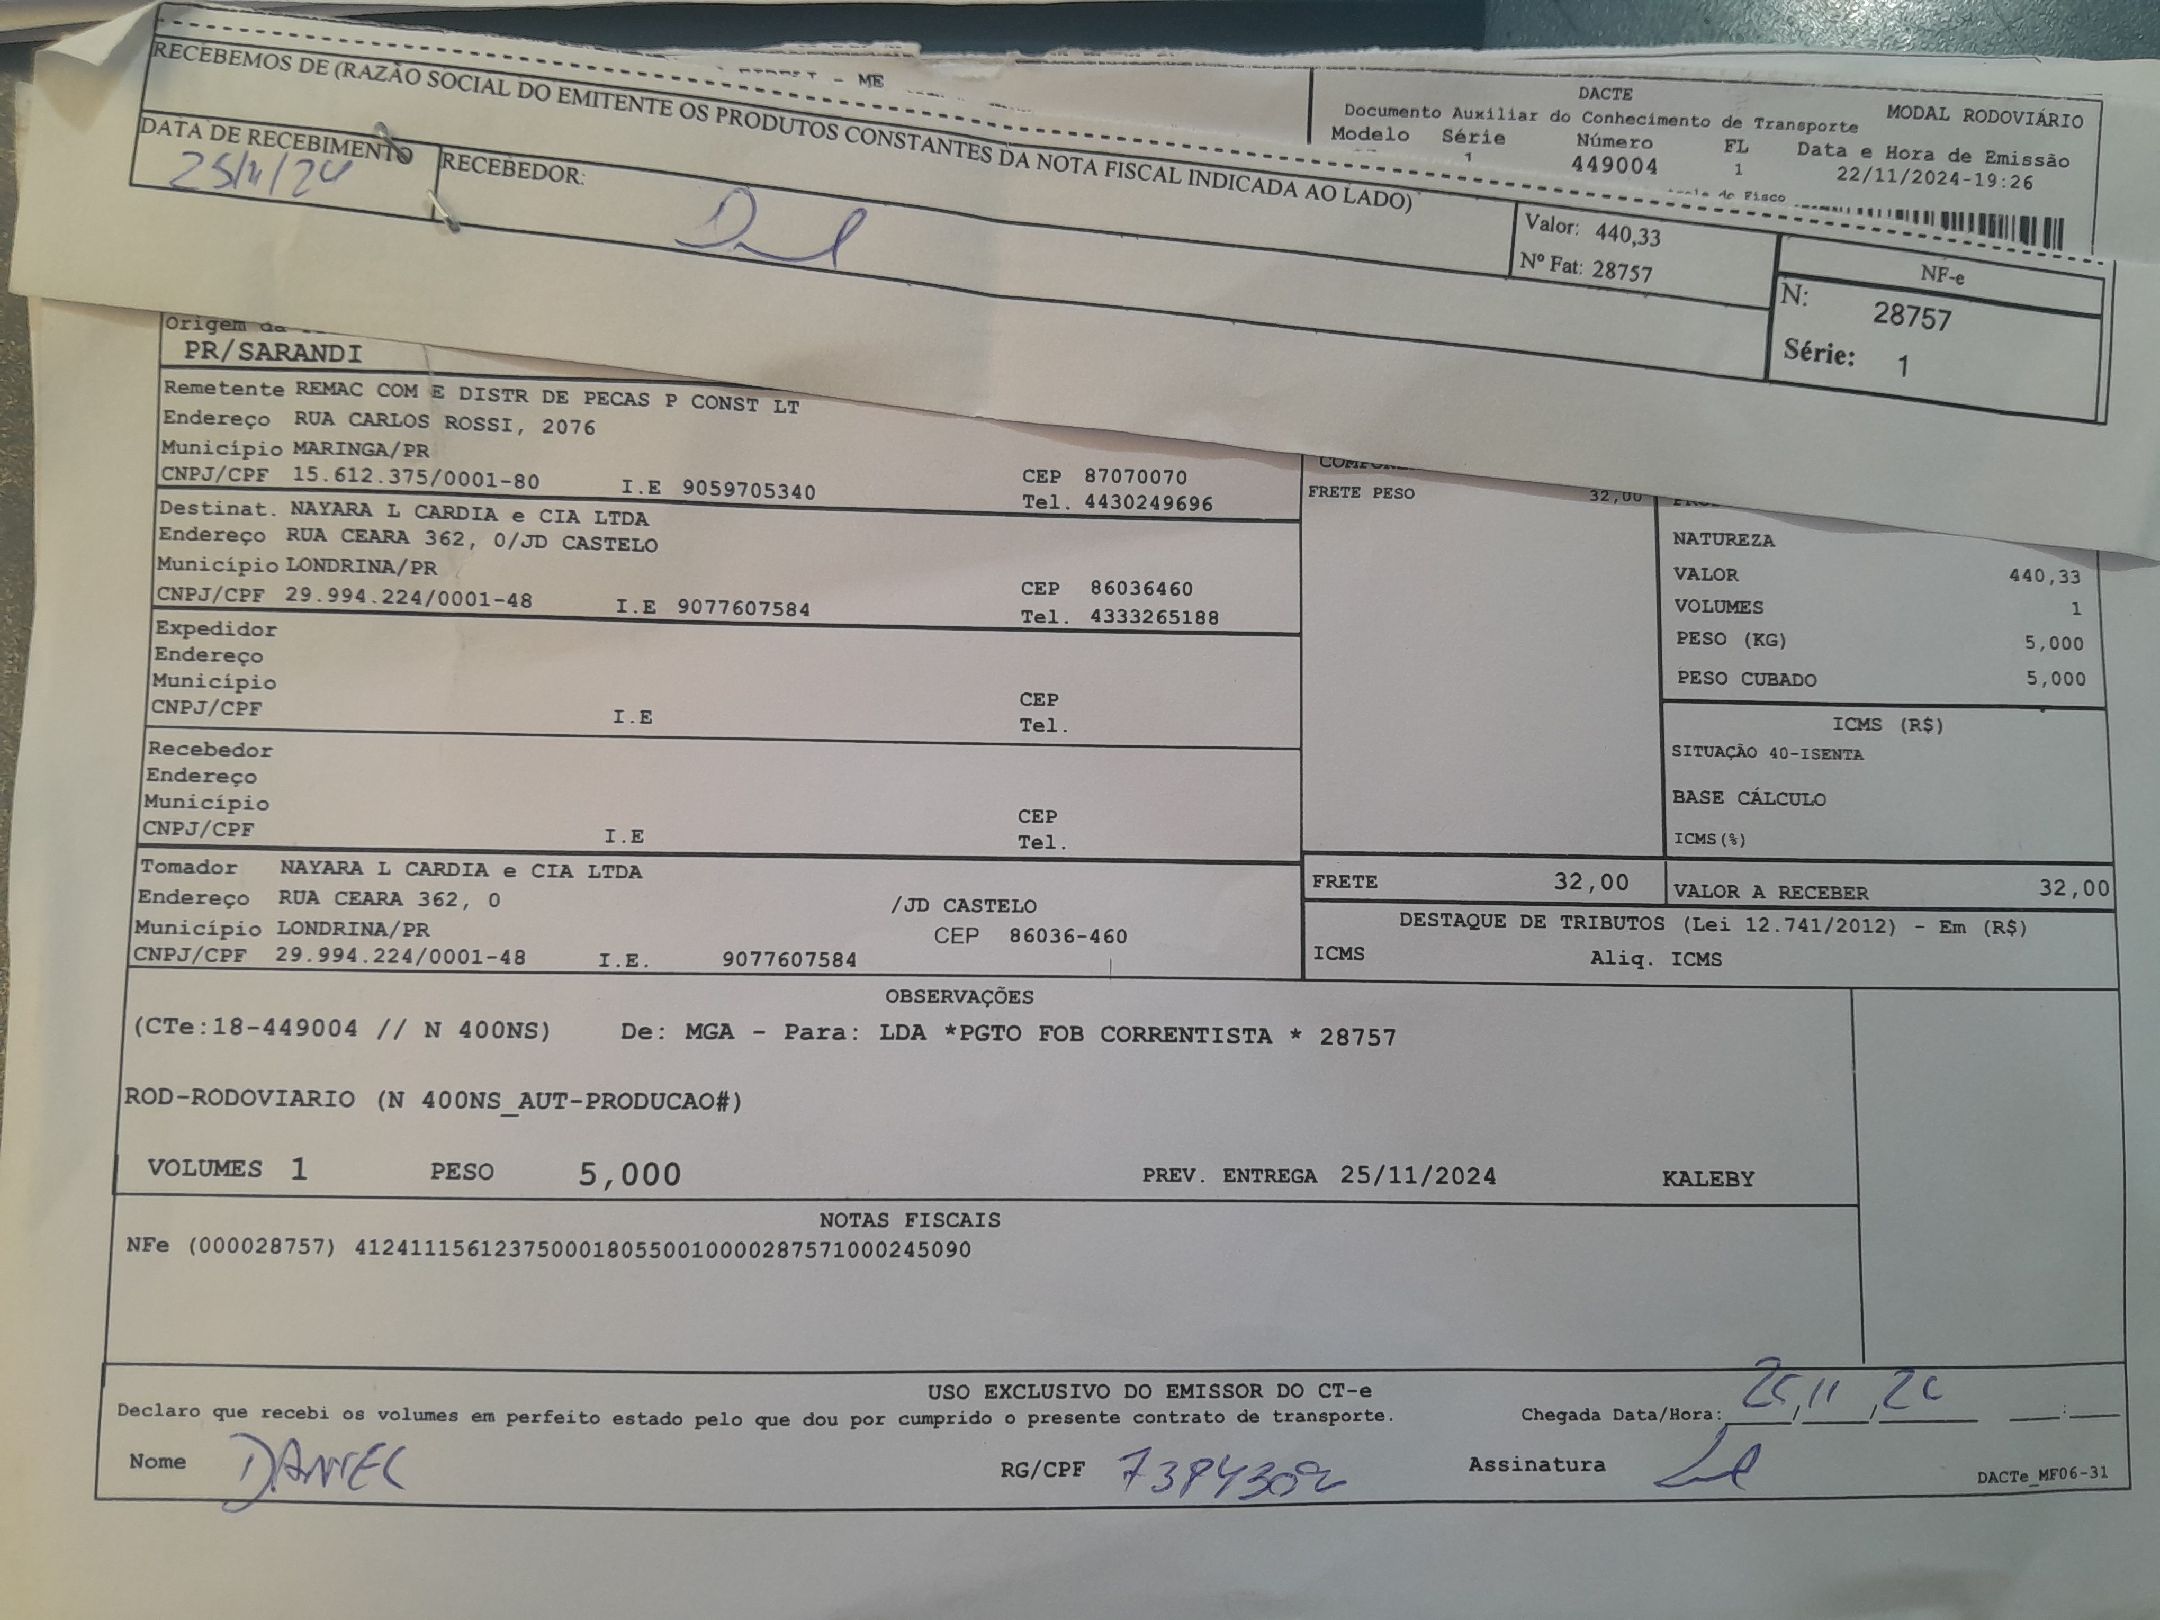 - ME
RECEBEMOS DE (RAZÃO SOCIAL DO EMITENTE OS PRODUTOS CONSTANTES DA NOTA FISCAL INDICADA AO LADO)
DATA DE RECEBIMENTO
25/11/24
RECEBEDOR:
Valor: 440,33
Nº Fat: 28757
NF-e
N: 28757
Série: 1
DACTE
MODAL RODOVIÁRIO
Documento Auxiliar do Conhecimento de Transporte
Modelo Série Número FL Data e Hora de Emissão
1 449004 1 22/11/2024-19:26
do Fisco
Origem da
PR/SARANDI
Remetente REMAC COM E DISTR DE PECAS P CONST LT
Endereço RUA CARLOS ROSSI, 2076
Município MARINGA/PR
CEP 87070070
CNPJ/CPF 15.612.375/0001-80 I.E 9059705340
Tel. 4430249696
Destinat. NAYARA L CARDIA e CIA LTDA
Endereço RUA CEARA 362, 0/JD CASTELO
Município LONDRINA/PR
CEP 86036460
CNPJ/CPF 29.994.224/0001-48 I.E 9077607584
Tel. 4333265188
Expedidor
Endereço
Município
CEP
CNPJ/CPF I.E
Tel.
Recebedor
Endereço
Município
CEP
CNPJ/CPF I.E
Tel.
Tomador NAYARA L CARDIA e CIA LTDA
Endereço RUA CEARA 362, 0 /JD CASTELO
Município LONDRINA/PR CEP 86036-460
CNPJ/CPF 29.994.224/0001-48 I.E. 9077607584
FRETE PESO 32,00
NATUREZA
VALOR 440,33
VOLUMES 1
PESO (KG) 5,000
PESO CUBADO 5,000
ICMS (R$)
SITUAÇÃO 40-ISENTA
BASE CÁLCULO
ICMS(%)
FRETE 32,00
VALOR A RECEBER 32,00
DESTAQUE DE TRIBUTOS (Lei 12.741/2012) - Em (R$)
ICMS Aliq. ICMS
OBSERVAÇÕES
(CTe:18-449004 // N 400NS) De: MGA - Para: LDA *PGTO FOB CORRENTISTA * 28757
ROD-RODOVIARIO (N 400NS_AUT-PRODUCAO#)
VOLUMES 1 PESO 5,000 PREV. ENTREGA 25/11/2024 KALEBY
NOTAS FISCAIS
NFe (000028757) 41241115612375000180550010000287571000245090
USO EXCLUSIVO DO EMISSOR DO CT-e
Declaro que recebi os volumes em perfeito estado pelo que dou por cumprido o presente contrato de transporte.
Chegada Data/Hora: 25/11/24 __:__
Nome DANIEL RG/CPF Assinatura
DACTe_MF06-31